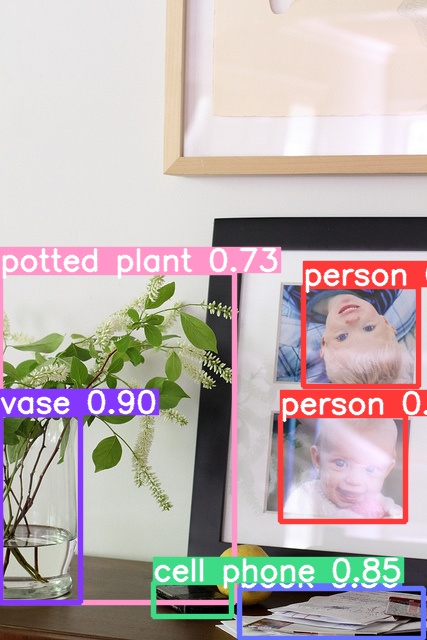 potted plant 0.73
person
person 0.
vase 0.90
cell phone 0.85